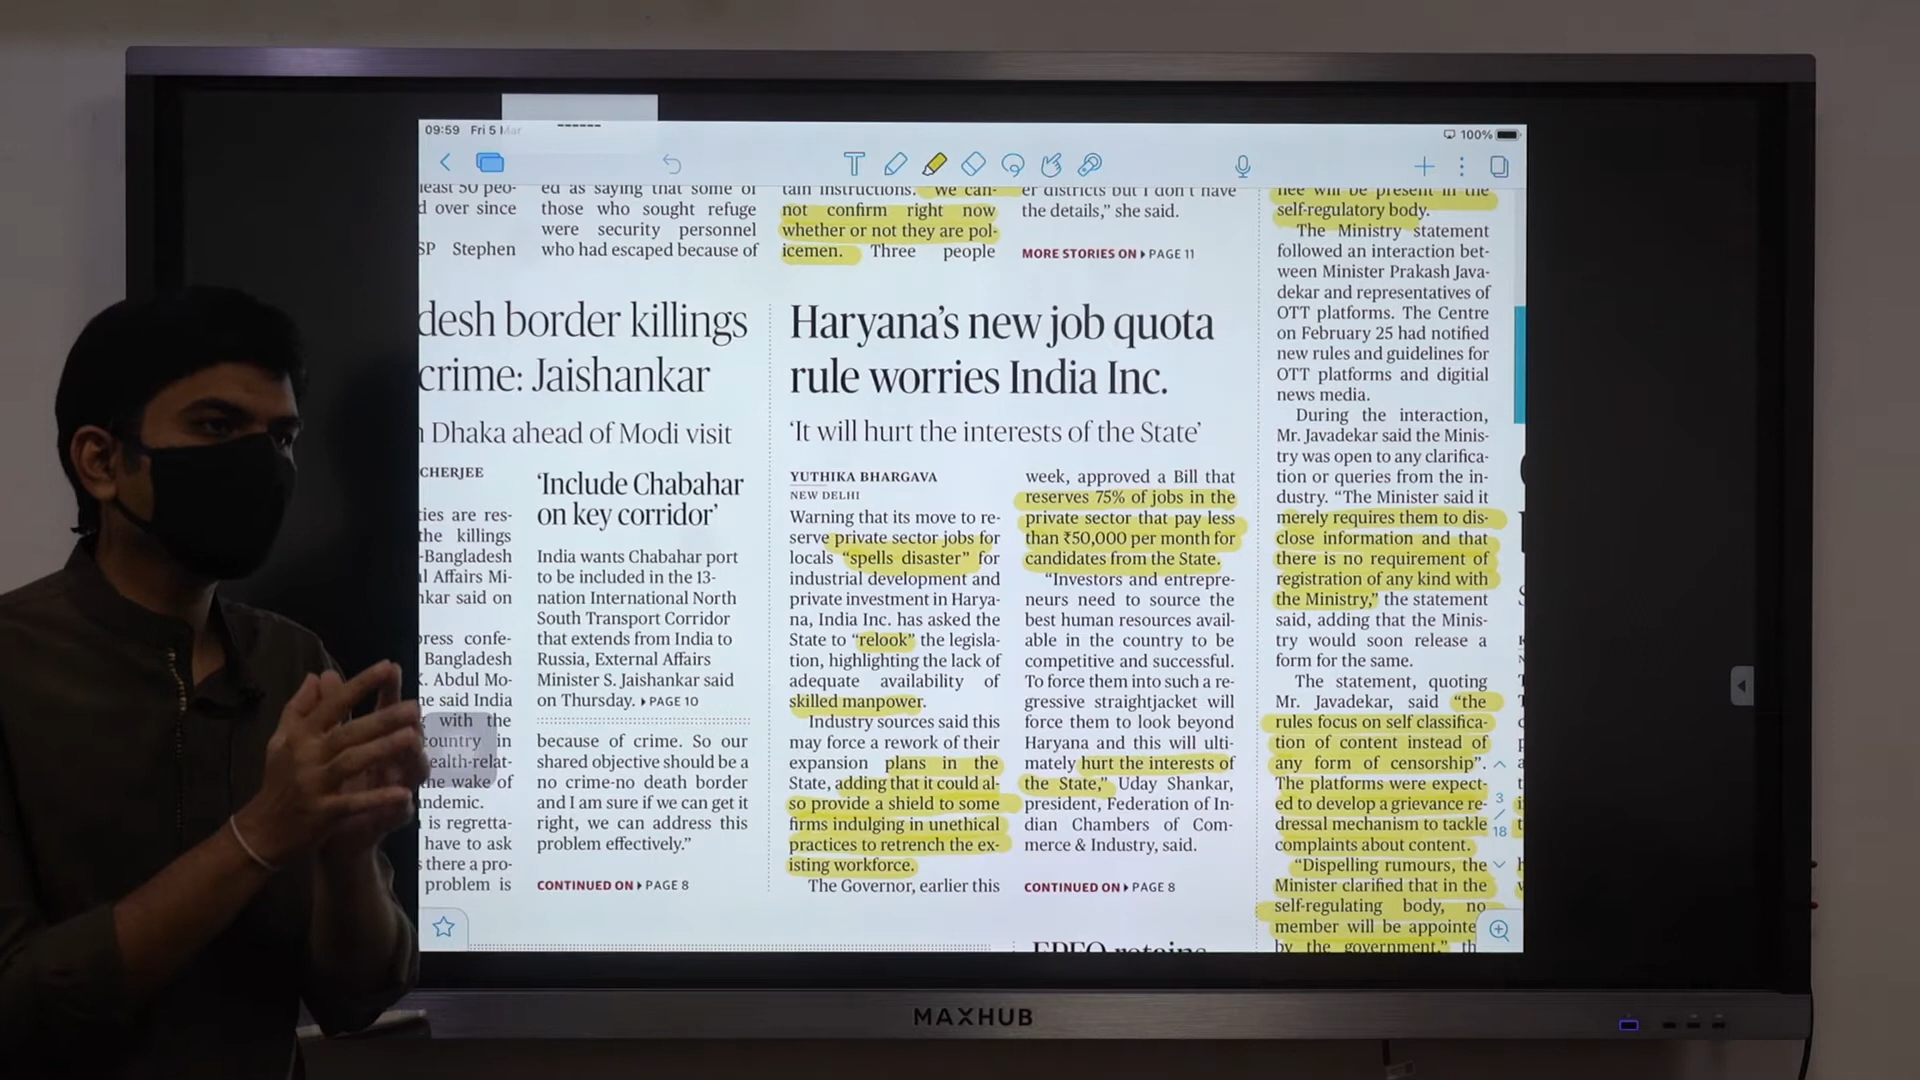 09:59 Fri 5 Mar
100%
least 50 peo-
d over since
SP Stephen
ed as saying that some of
those who sought refuge
were security personnel
who had escaped because of
tain instructions. "We can-
not confirm right now
whether or not they are pol-
icemen. Three people
er districts but I don't have
the details," she said.
MORE STORIES ON PAGE 11
desh border killings
crime: Jaishankar
Dhaka ahead of Modi visit
CHERJEE
ties are res-
the killings
-Bangladesh
l Affairs Mi-
nkar said on
press confe-
Bangladesh
K. Abdul Mo-
he said India
with the
country in
ealth-relat-
the wake of
andemic.
is regretta-
have to ask
there a pro-
problem is
'Include Chabahar
on key corridor'
India wants Chabahar port
to be included in the 13-
nation International North
South Transport Corridor
that extends from India to
Russia, External Affairs
Minister S. Jaishankar said
on Thursday. PAGE 10
because of crime. So our
shared objective should be a
no crime-no death border
and I am sure if we can get it
right, we can address this
problem effectively."
CONTINUED ON PAGE 8
Haryana's new job quota
rule worries India Inc.
'It will hurt the interests of the State'
YUTHIKA BHARGAVA
NEW DELHI
Warning that its move to re-
serve private sector jobs for
locals "spells disaster" for
industrial development and
private investment in Harya-
na, India Inc. has asked the
State to "relook" the legisla-
tion, highlighting the lack of
adequate availability of
skilled manpower.
Industry sources said this
may force a rework of their
expansion plans in the
State, adding that it could al-
so provide a shield to some
firms indulging in unethical
practices to retrench the ex-
isting workforce.
The Governor, earlier this
week, approved a Bill that
reserves 75% of jobs in the
private sector that pay less
than ₹50,000 per month for
candidates from the State.
"Investors and entrepre-
neurs need to source the
best human resources avail-
able in the country to be
competitive and successful.
To force them into such a re-
gressive straightjacket will
force them to look beyond
Haryana and this will ulti-
mately hurt the interests of
the State," Uday Shankar,
president, Federation of In-
dian Chambers of Com-
merce & Industry, said.
CONTINUED ON PAGE 8
EPFO retains
nee will be present in the
self-regulatory body.
The Ministry statement
followed an interaction bet-
ween Minister Prakash Java-
dekar and representatives of
OTT platforms. The Centre
on February 25 had notified
new rules and guidelines for
OTT platforms and digitial
news media.
During the interaction,
Mr. Javadekar said the Minis-
try was open to any clarifica-
tion or queries from the in-
dustry. "The Minister said it
merely requires them to dis-
close information and that
there is no requirement of
registration of any kind with
the Ministry," the statement
said, adding that the Minis-
try would soon release a
form for the same.
The statement, quoting
Mr. Javadekar, said "the
rules focus on self classifica-
tion of content instead of
any form of censorship".
The platforms were expect-
ed to develop a grievance re-
dressal mechanism to tackle
complaints about content.
"Dispelling rumours, the
Minister clarified that in the
self-regulating body, no
member will be appointe
by the government," th
3
/
18
MAXHUB